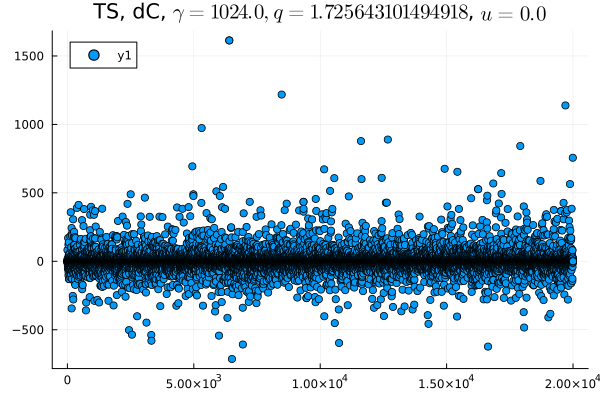 TS, dC, γ = 1024.0, q = 1.725643101494918, u = 0.0
y1
1500
1000
500
0
−500
0 5.00×10³ 1.00×10⁴ 1.50×10⁴ 2.00×10⁴